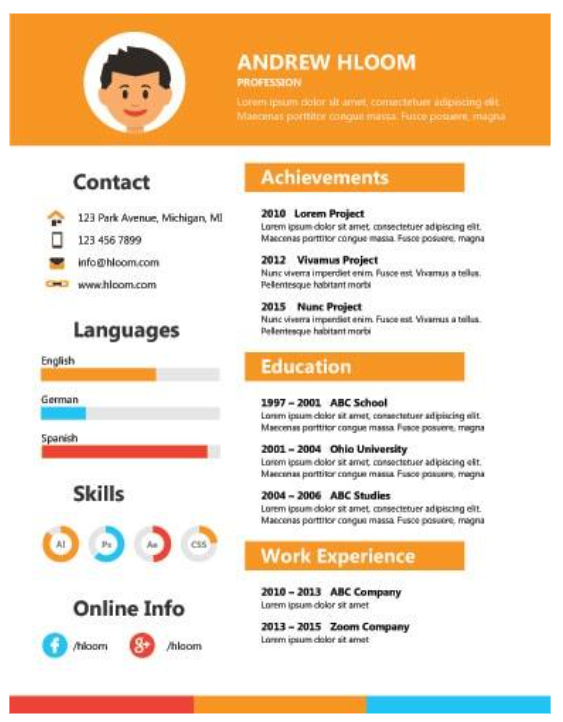 ANDREW HLOOM
PROFESSION
Lorem ipsum dolor sit amet, consectetuer adipiscing elit.
Maecenas porttitor congue massa. Fusce posuere, magna
Contact
123 Park Avenue, Michigan, MI
123 456 7899
info@hloom.com
www.hloom.com
Languages
English
German
Spanish
Skills
AI Ps Ae CSS
Online Info
f /hloom 8+ /hloom
Achievements
2010 Lorem Project
Lorem ipsum dolor sit amet, consectetuer adipiscing elit.
Maecenas porttitor congue massa. Fusce posuere, magna
2012 Vivamus Project
Nunc viverra imperdiet enim. Fusce est. Vivamus a tellus.
Pellentesque habitant morbi
2015 Nunc Project
Nunc viverra imperdiet enim. Fusce est. Vivamus a tellus.
Pellentesque habitant morbi
Education
1997 – 2001 ABC School
Lorem ipsum dolor sit amet, consectetuer adipiscing elit.
Maecenas porttitor congue massa. Fusce posuere, magna
2001 – 2004 Ohio University
Lorem ipsum dolor sit amet, consectetuer adipiscing elit.
Maecenas porttitor congue massa. Fusce posuere, magna
2004 – 2006 ABC Studies
Lorem ipsum dolor sit amet, consectetuer adipiscing elit.
Maecenas porttitor congue massa. Fusce posuere, magna
Work Experience
2010 – 2013 ABC Company
Lorem ipsum dolor sit amet
2013 – 2015 Zoom Company
Lorem ipsum dolor sit amet